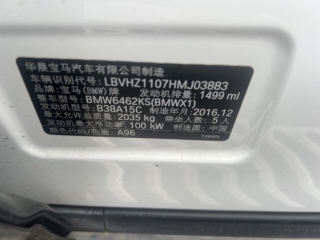 华晨宝马汽车有限公司制造
车辆识别代号: LBVHZ1107HMJ03883
品牌: 宝马(BMW)牌 发动机排量: 1499 ml
整车型号: BMW6462KS(BMWX1)
发动机型号: B38A15C 制造年月: 2016.12
最大允许总质量: 2035 kg 乘坐人数: 5 人
发动机最大净功率: 100 kW 制造国: 中国
外部颜色/色座: A96